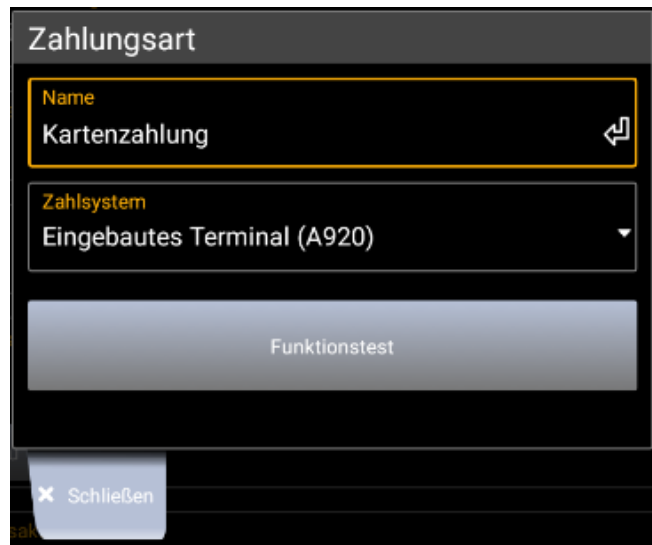 Zahlungsart
Name
Kartenzahlung
Zahlsystem
Eingebautes Terminal (A920)
Funktionstest
Schließen